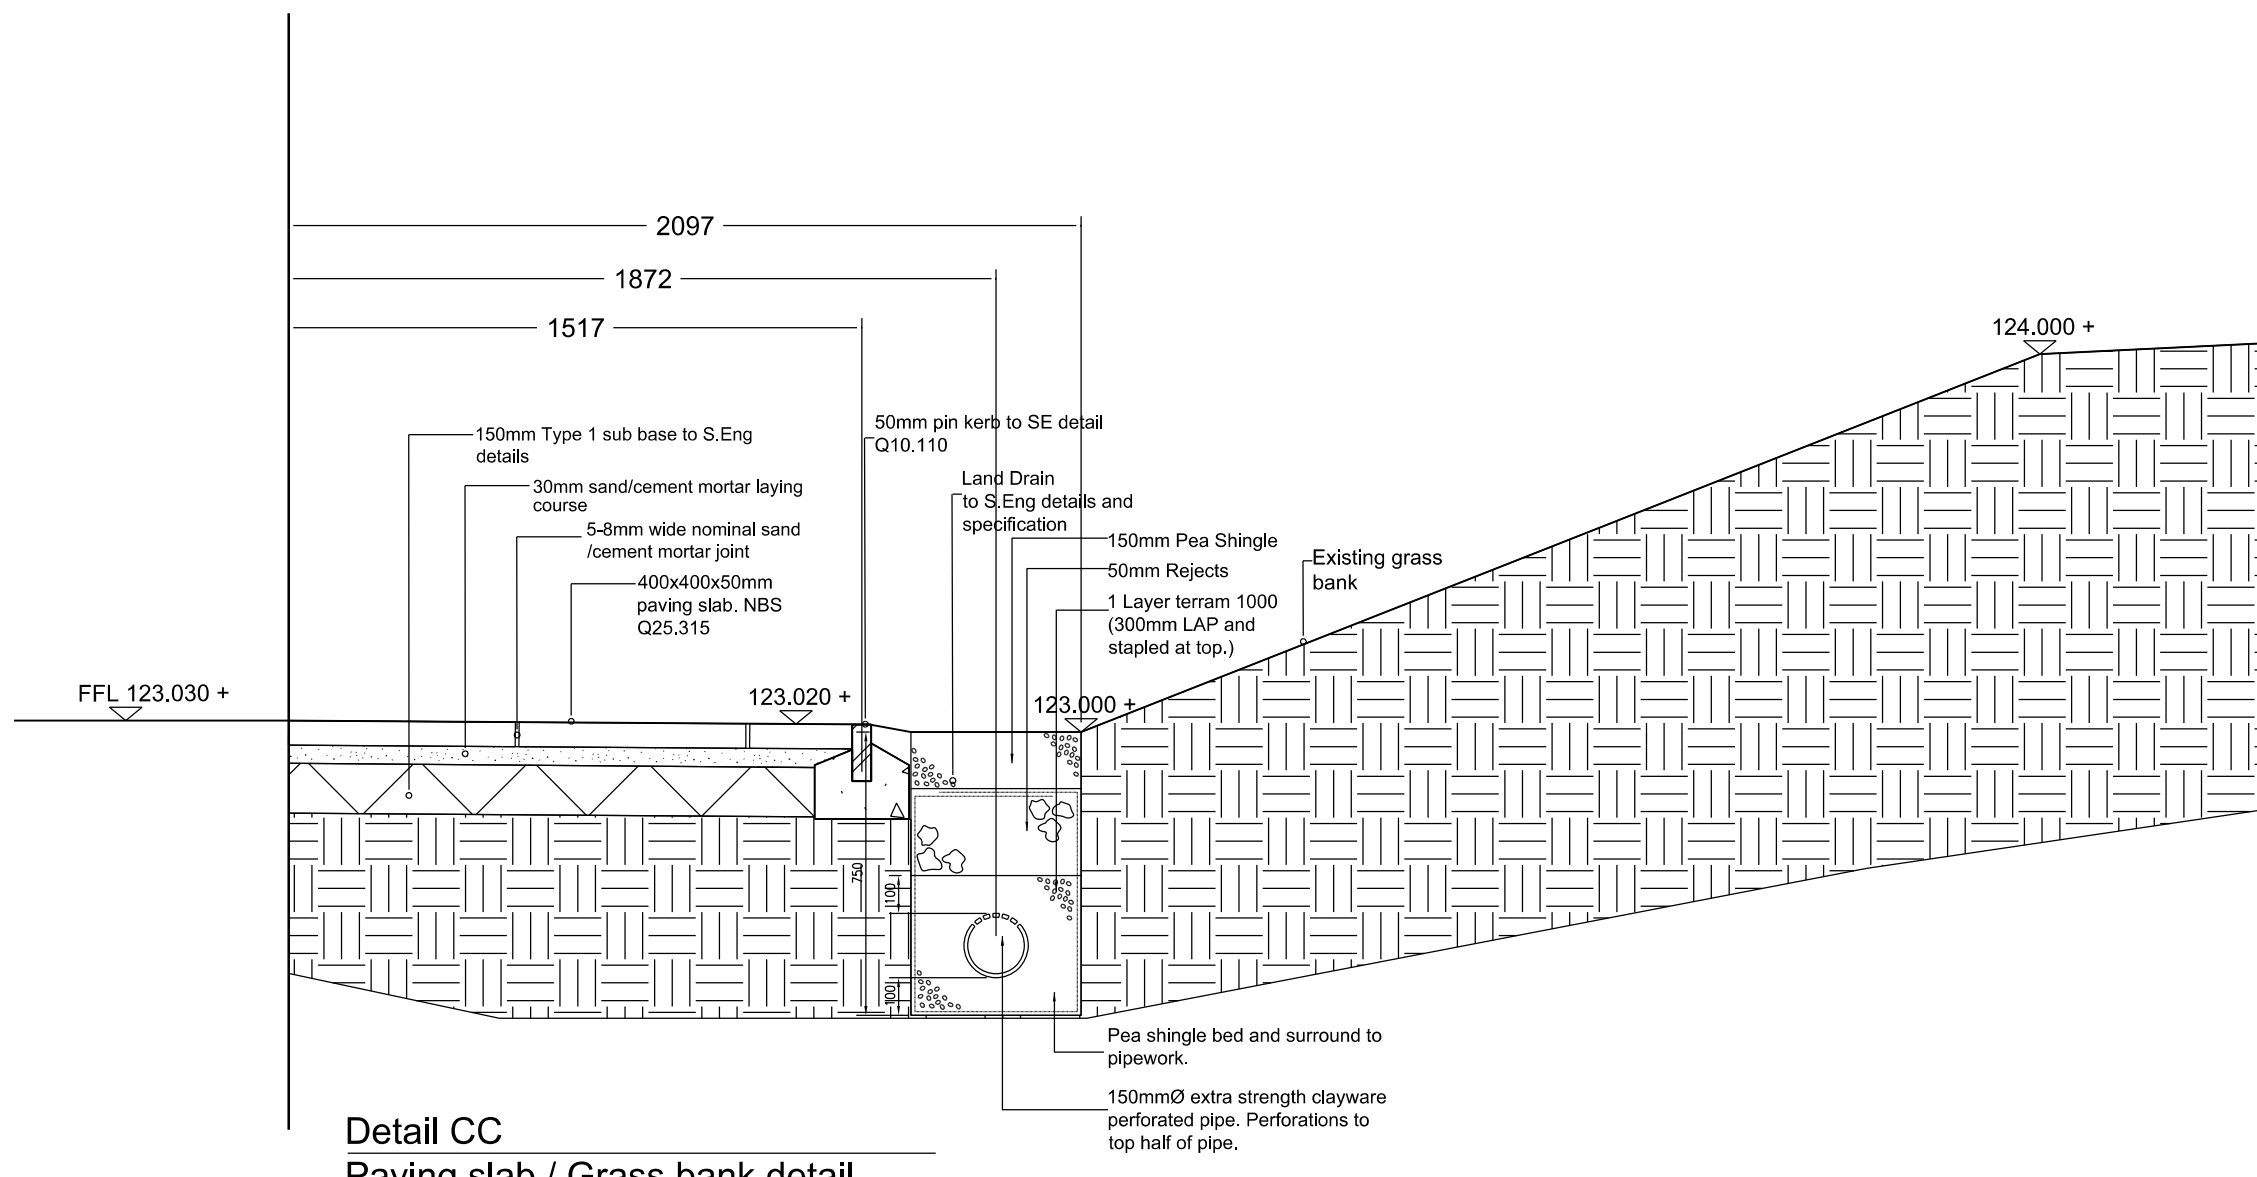 2097
1872
1517
124.000 +
150mm Type 1 sub base to S.Eng
details
30mm sand/cement mortar laying
course
5-8mm wide nominal sand
/cement mortar joint
400x400x50mm
paving slab. NBS
Q25.315
50mm pin kerb to SE detail
Q10.110
Land Drain
to S.Eng details and
specification
150mm Pea Shingle
50mm Rejects
1 Layer terram 1000
(300mm LAP and
stapled at top.)
Existing grass
bank
FFL 123.030 +
123.020 +
123.000 +
750
100
100
Pea shingle bed and surround to
pipework.
150mmØ extra strength clayware
perforated pipe. Perforations to
top half of pipe.
Detail CC
Paving slab / Grass bank detail